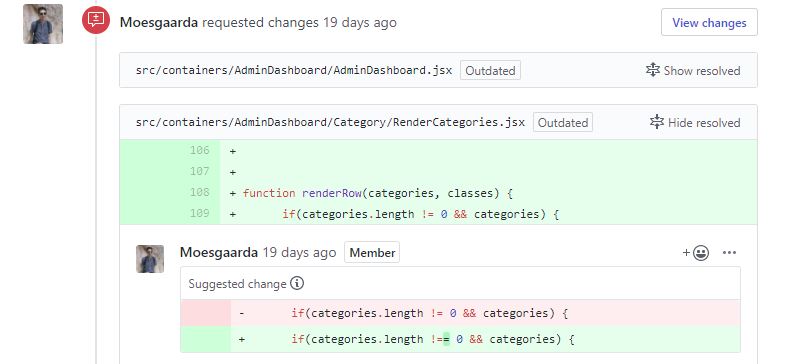 Moesgaarda requested changes 19 days ago View changes
src/containers/AdminDashboard/AdminDashboard.jsx Outdated Show resolved
src/containers/AdminDashboard/Category/RenderCategories.jsx Outdated Hide resolved
106 +
107 +
108 + function renderRow(categories, classes) {
109 + if(categories.length != 0 && categories) {
Moesgaarda 19 days ago Member + ...
Suggested change
- if(categories.length != 0 && categories) {
+ if(categories.length !== 0 && categories) {